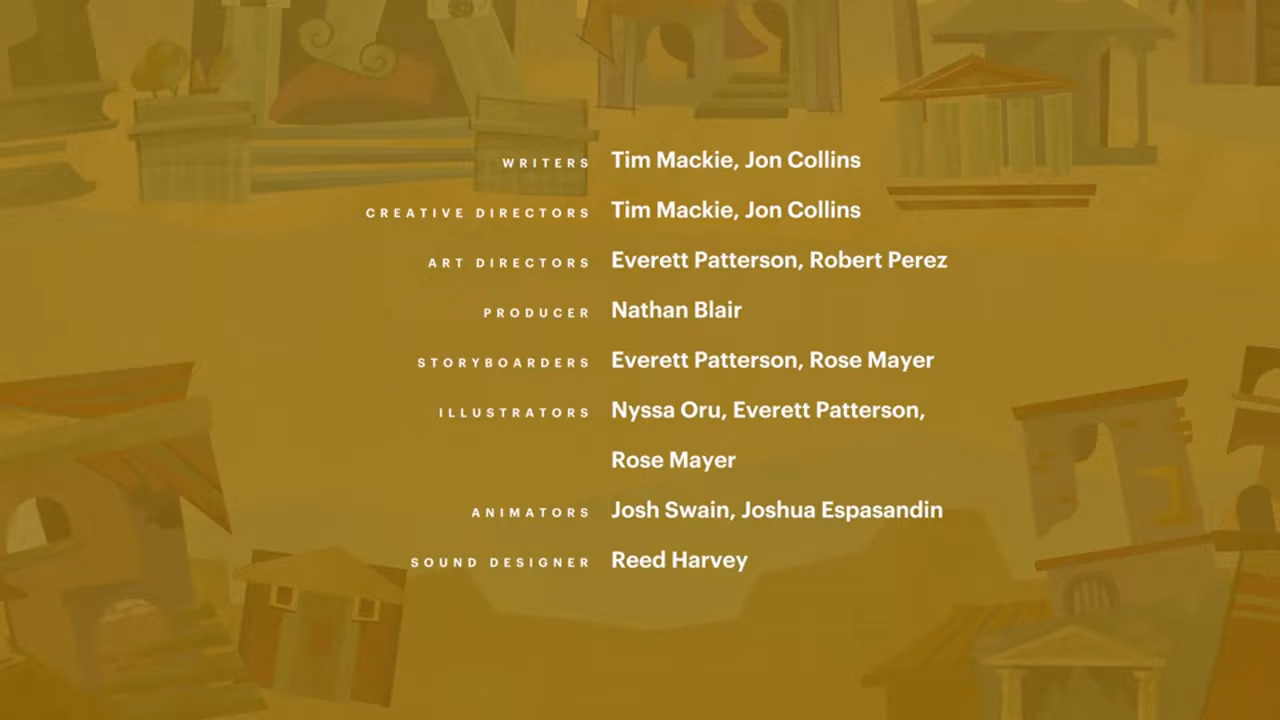 WRITERS Tim Mackie, Jon Collins
CREATIVE DIRECTORS Tim Mackie, Jon Collins
ART DIRECTORS Everett Patterson, Robert Perez
PRODUCER Nathan Blair
STORYBOARDERS Everett Patterson, Rose Mayer
ILLUSTRATORS Nyssa Oru, Everett Patterson,
Rose Mayer
ANIMATORS Josh Swain, Joshua Espasandin
SOUND DESIGNER Reed Harvey